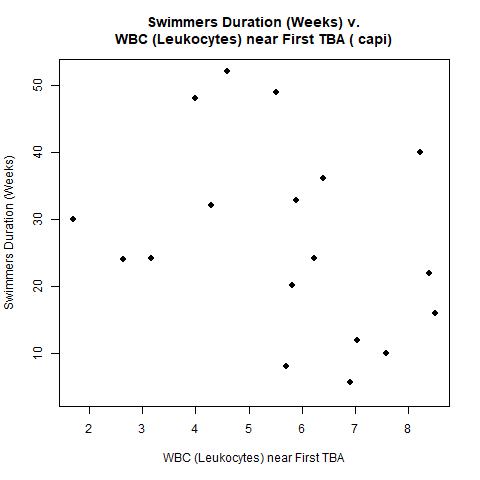 Swimmers Duration (Weeks) v.
WBC (Leukocytes) near First TBA ( capi)
Swimmers Duration (Weeks)
50
40
30
20
10
2 3 4 5 6 7 8
WBC (Leukocytes) near First TBA